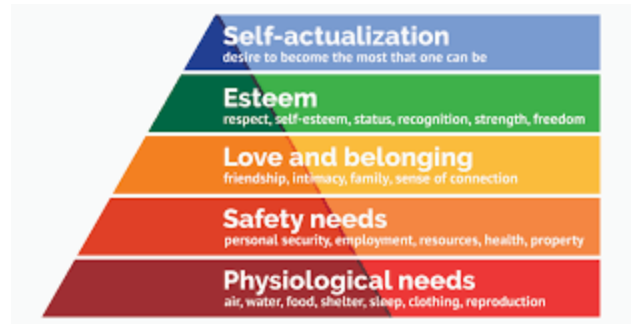 Self-actualization
desire to become the most that one can be
Esteem
respect, self-esteem, status, recognition, strength, freedom
Love and belonging
friendship, intimacy, family, sense of connection
Safety needs
personal security, employment, resources, health, property
Physiological needs
air, water, food, shelter, sleep, clothing, reproduction